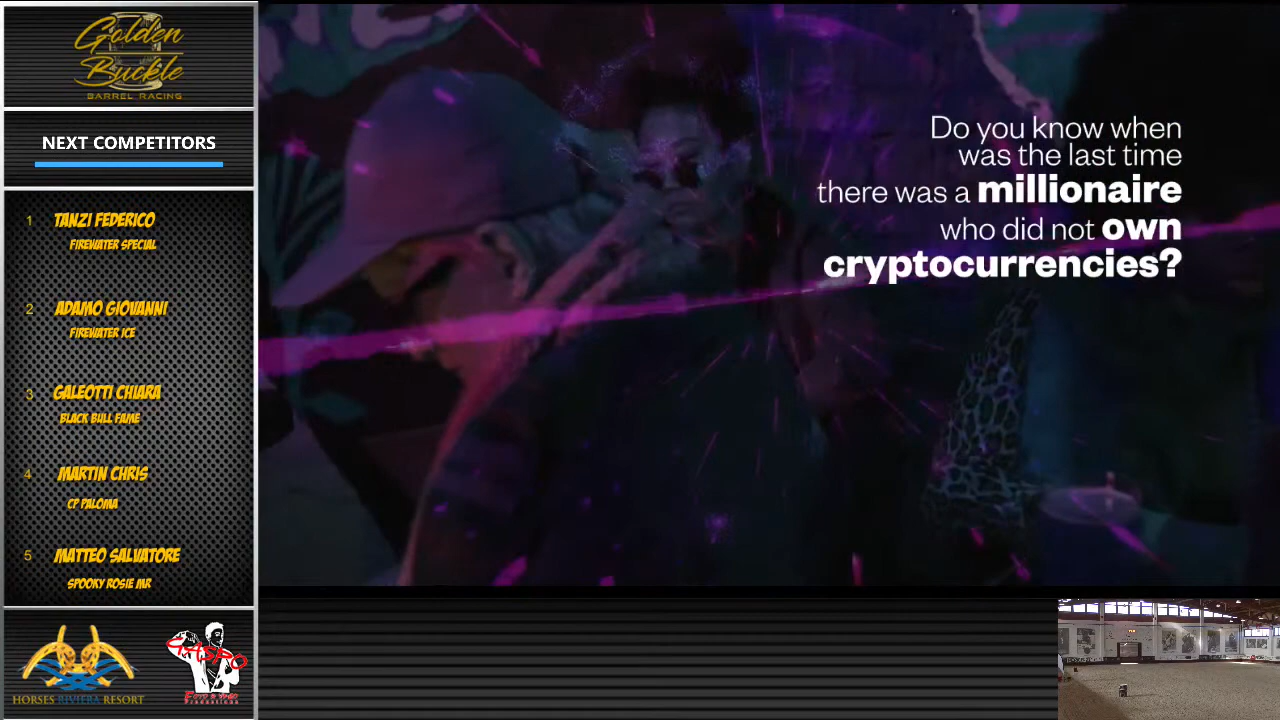 Golden
Buckle
BARREL RACING
NEXT COMPETITORS
1 TANZI FEDERICO
FIREWATER SPECIAL
2 ADAMO GIOVANNI
FIREWATER ICE
3 GALEOTTI CHIARA
BLACK BULL FAME
4 MARTIN CHRIS
CP PALOMA
5 MATTEO SALVATORE
SPOOKY ROSIE MR
HORSES RIVIERA RESORT
GASPO
Do you know when
was the last time
there was a millionaire
who did not own
cryptocurrencies?